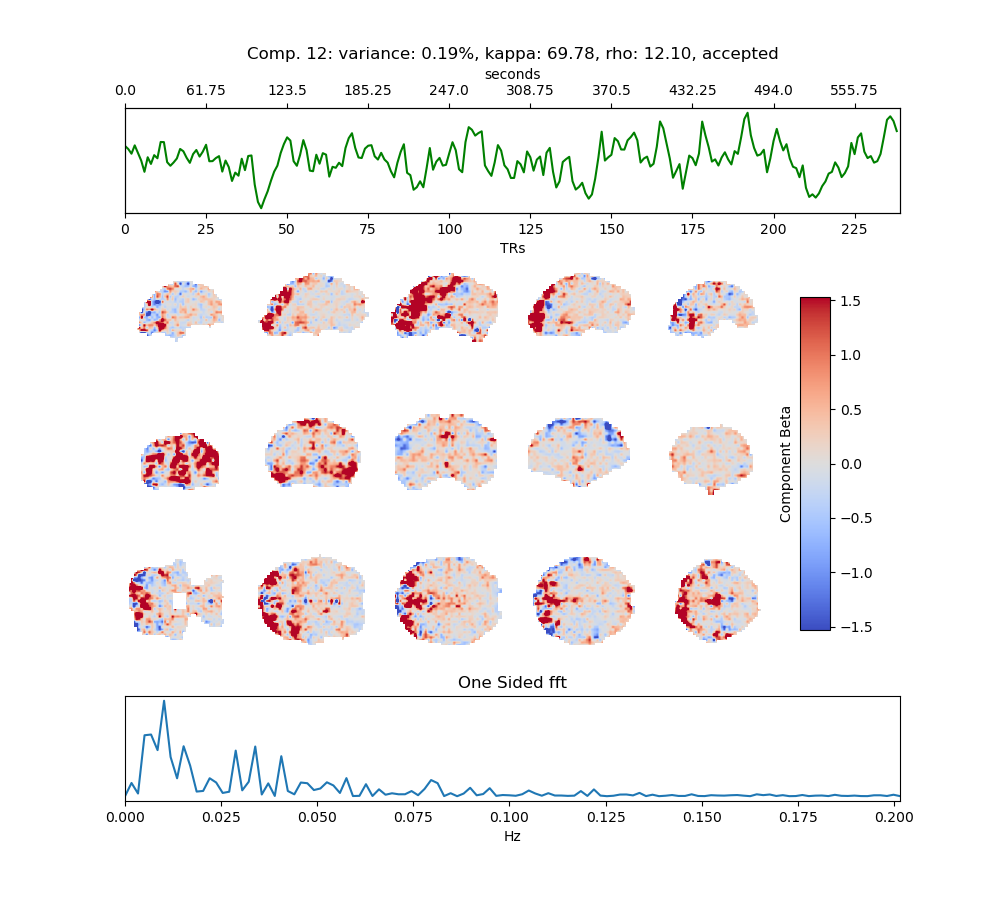 Comp. 12: variance: 0.19%, kappa: 69.78, rho: 12.10, accepted
seconds
0.0 61.75 123.5 185.25 247.0 308.75 370.5 432.25 494.0 555.75
0 25 50 75 100 125 150 175 200 225
TRs
1.5
1.0
0.5
0.0
−0.5
−1.0
−1.5
Component Beta
One Sided fft
0.000 0.025 0.050 0.075 0.100 0.125 0.150 0.175 0.200
Hz